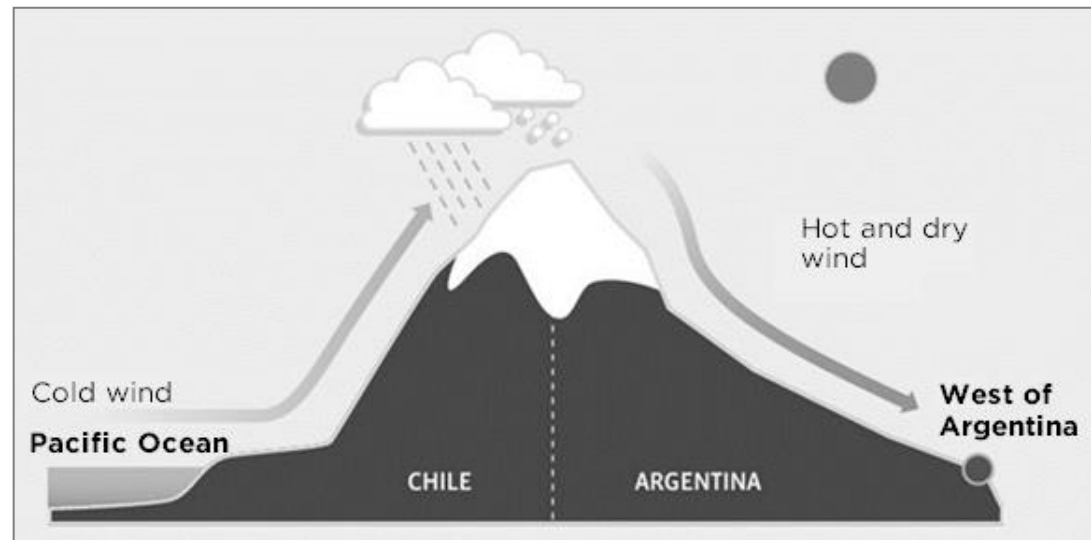 Hot and dry
wind
Cold wind
Pacific Ocean
West of
Argentina
CHILE
ARGENTINA